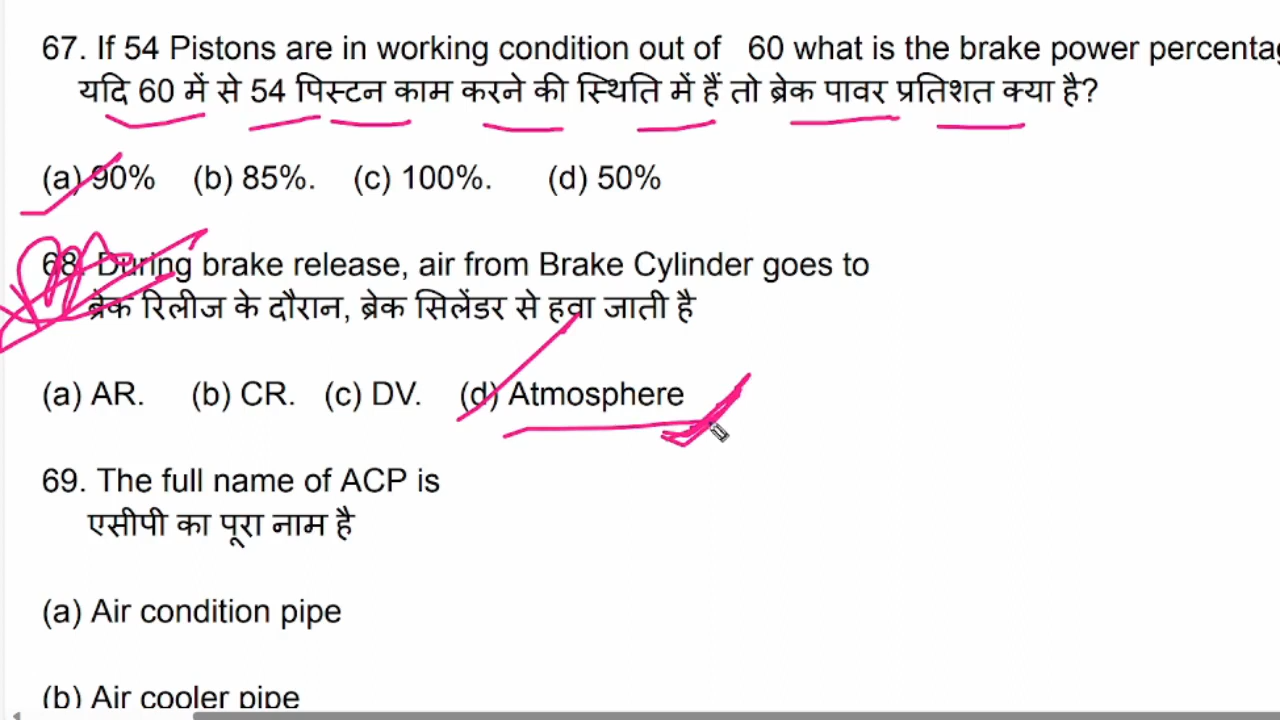 67. If 54 Pistons are in working condition out of 60 what is the brake power
यदि 60 में से 54 पिस्टन काम करने की स्थिति में हैं तो ब्रेक पावर प्रतिशत क्या है?
(a) 90% (b) 85%. (c) 100%. (d) 50%
68. During brake release, air from Brake Cylinder goes to
ब्रेक रिलीज के दौरान, ब्रेक सिलेंडर से हवा जाती है
(a) AR. (b) CR. (c) DV. (d) Atmosphere
69. The full name of ACP is
एसीपी का पूरा नाम है
(a) Air condition pipe
(b) Air cooler pipe